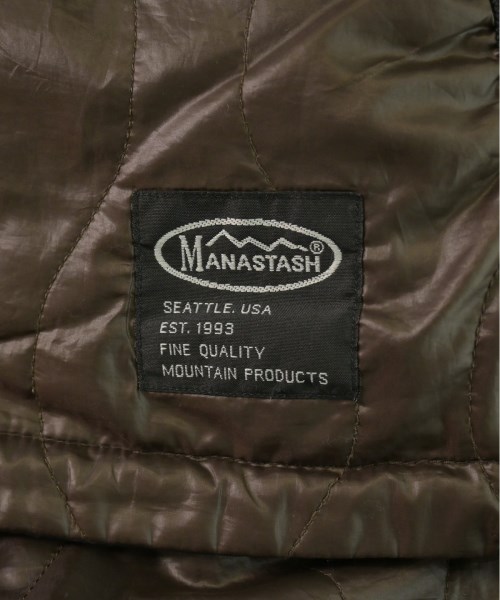 MANASTASH®
SEATTLE. USA
EST. 1993
FINE QUALITY
MOUNTAIN PRODUCTS